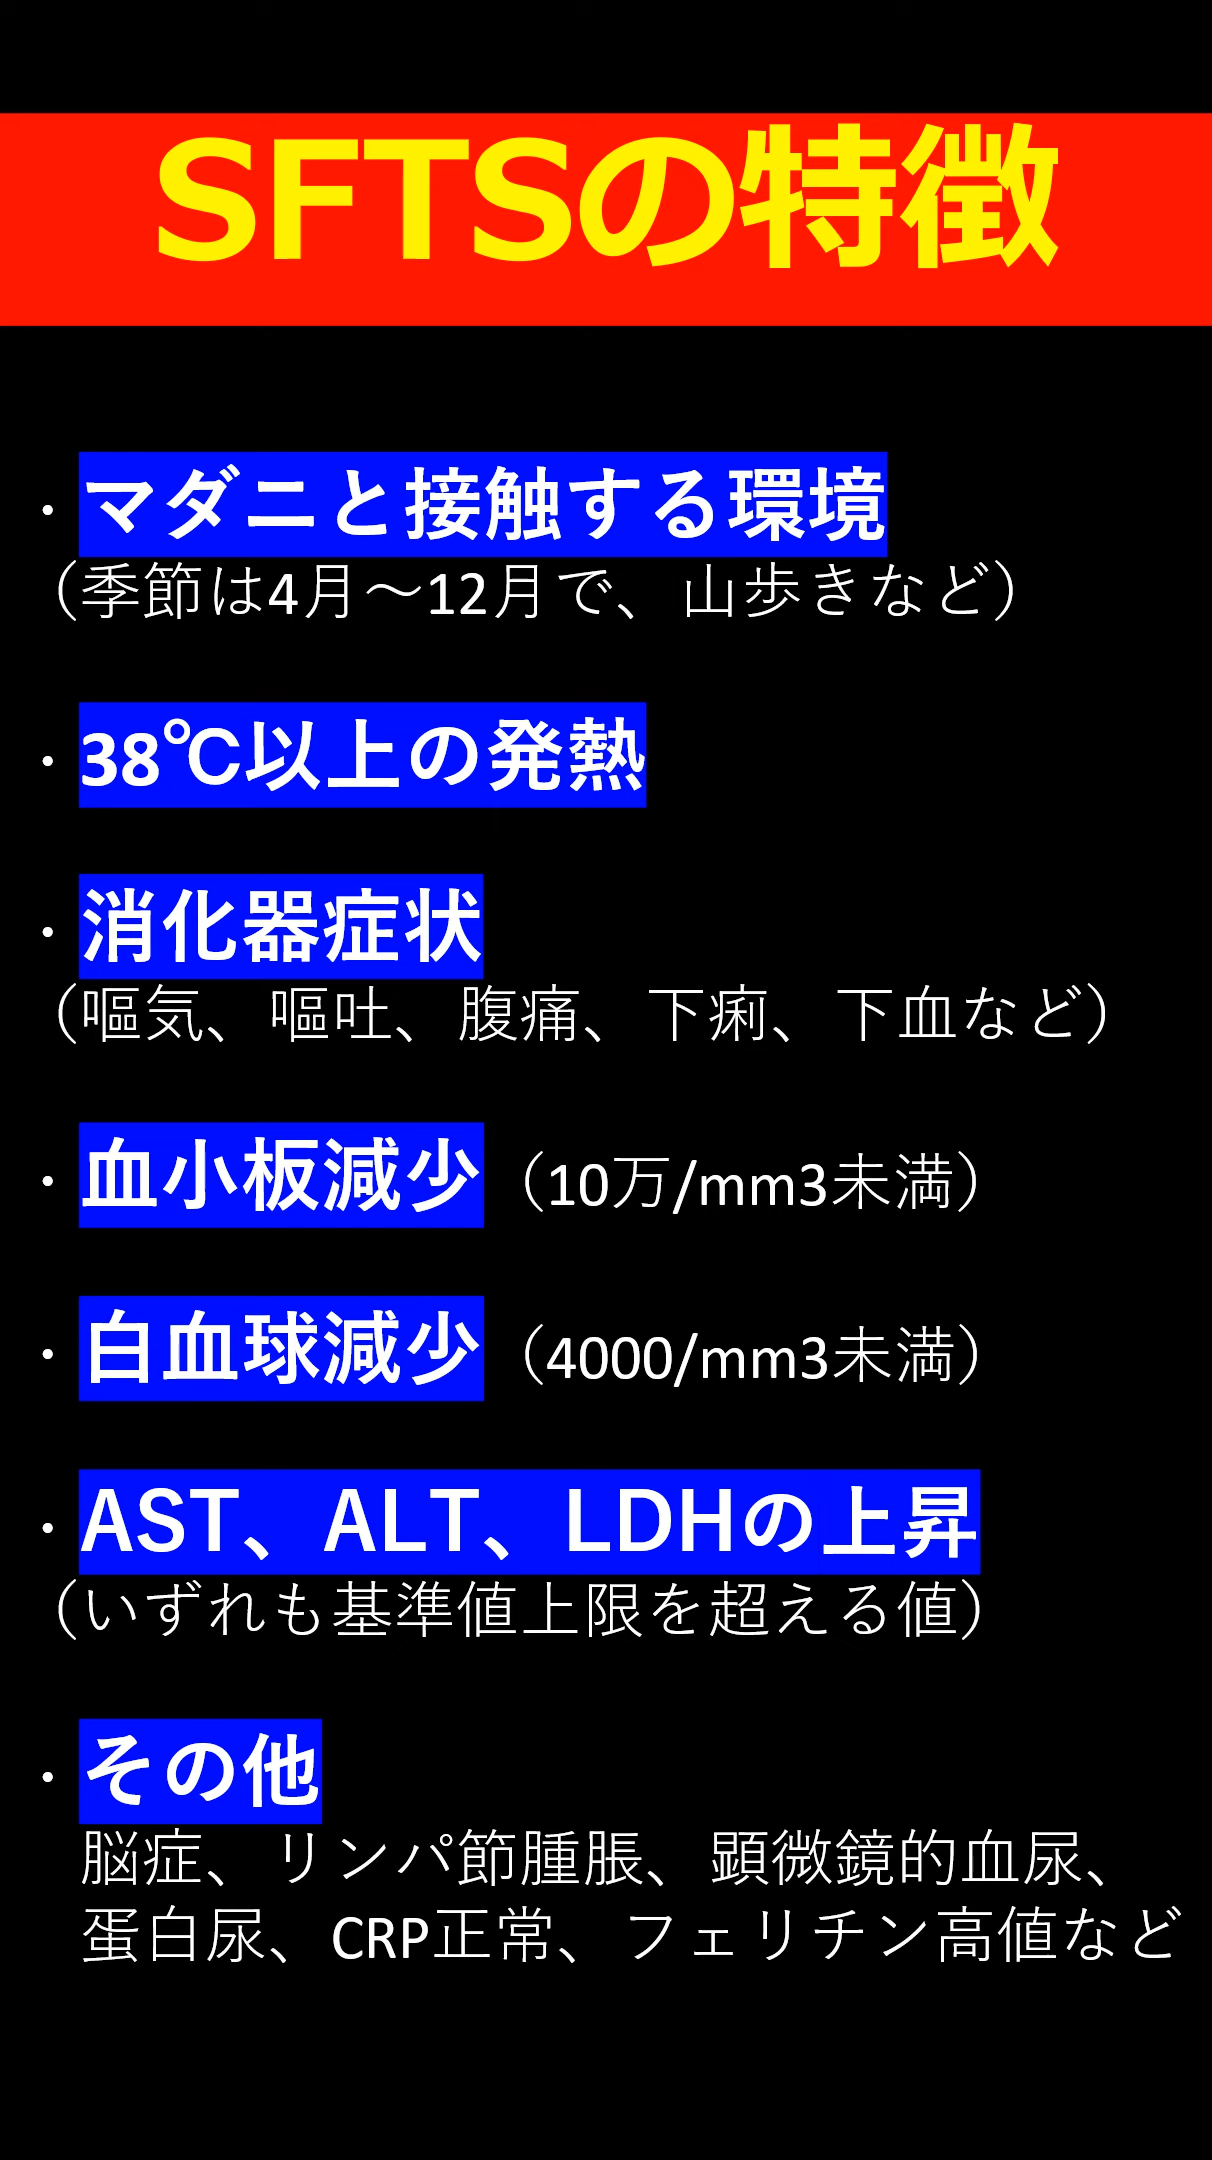 SFTSの特徴
・マダニと接触する環境
（季節は4月～12月で、山歩きなど）
・38℃以上の発熱
・消化器症状
（嘔気、嘔吐、腹痛、下痢、下血など）
・血小板減少（10万/mm3未満）
・白血球減少（4000/mm3未満）
・AST、ALT、LDHの上昇
（いずれも基準値上限を超える値）
・その他
脳症、リンパ節腫脹、顕微鏡的血尿、
蛋白尿、CRP正常、フェリチン高値など